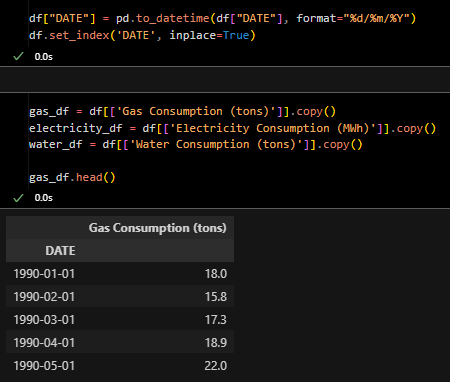 df["DATE"] = pd.to_datetime(df["DATE"], format="%d/%m/%Y")
df.set_index('DATE', inplace=True)
0.0s
gas_df = df[['Gas Consumption (tons)']].copy()
electricity_df = df[['Electricity Consumption (MWh)']].copy()
water_df = df[['Water Consumption (tons)']].copy()
gas_df.head()
0.0s
Gas Consumption (tons)
DATE
1990-01-01 18.0
1990-02-01 15.8
1990-03-01 17.3
1990-04-01 18.9
1990-05-01 22.0